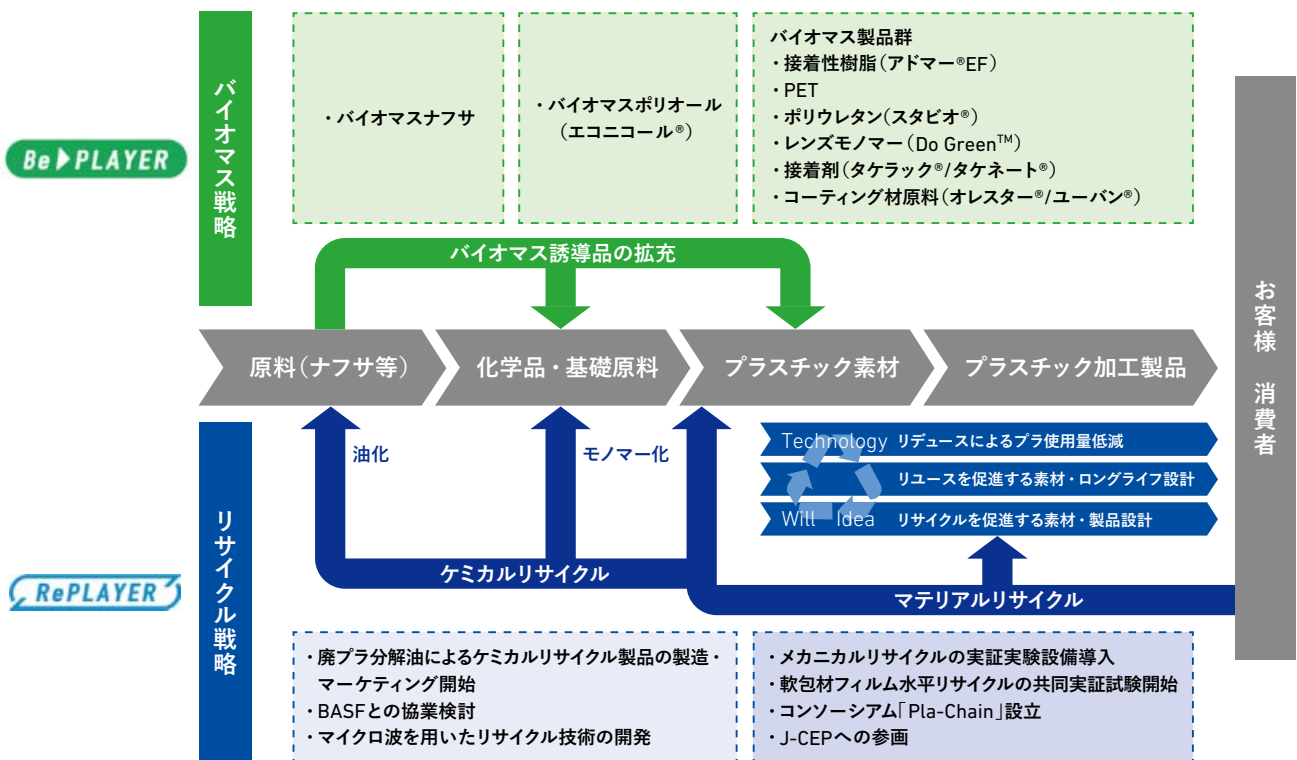 Be PLAYER
バイオマス戦略
・バイオマスナフサ
・バイオマスポリオール
(エコニコール®)
バイオマス製品群
・接着性樹脂(アドマー®EF)
・PET
・ポリウレタン(スタビオ®)
・レンズモノマー(Do Green™)
・接着剤(タケラック®/タケネート®)
・コーティング材原料(オレスター®/ユーバン®)
バイオマス誘導品の拡充
原料(ナフサ等)
化学品・基礎原料
プラスチック素材
プラスチック加工製品
お客様 消費者
RePLAYER
リサイクル戦略
油化
モノマー化
Technology リデュースによるプラ使用量低減
リユースを促進する素材・ロングライフ設計
Will Idea リサイクルを促進する素材・製品設計
ケミカルリサイクル
マテリアルリサイクル
・廃プラ分解油によるケミカルリサイクル製品の製造・
マーケティング開始
・BASFとの協業検討
・マイクロ波を用いたリサイクル技術の開発
・メカニカルリサイクルの実証実験設備導入
・軟包材フィルム水平リサイクルの共同実証試験開始
・コンソーシアム「Pla-Chain」設立
・J-CEPへの参画